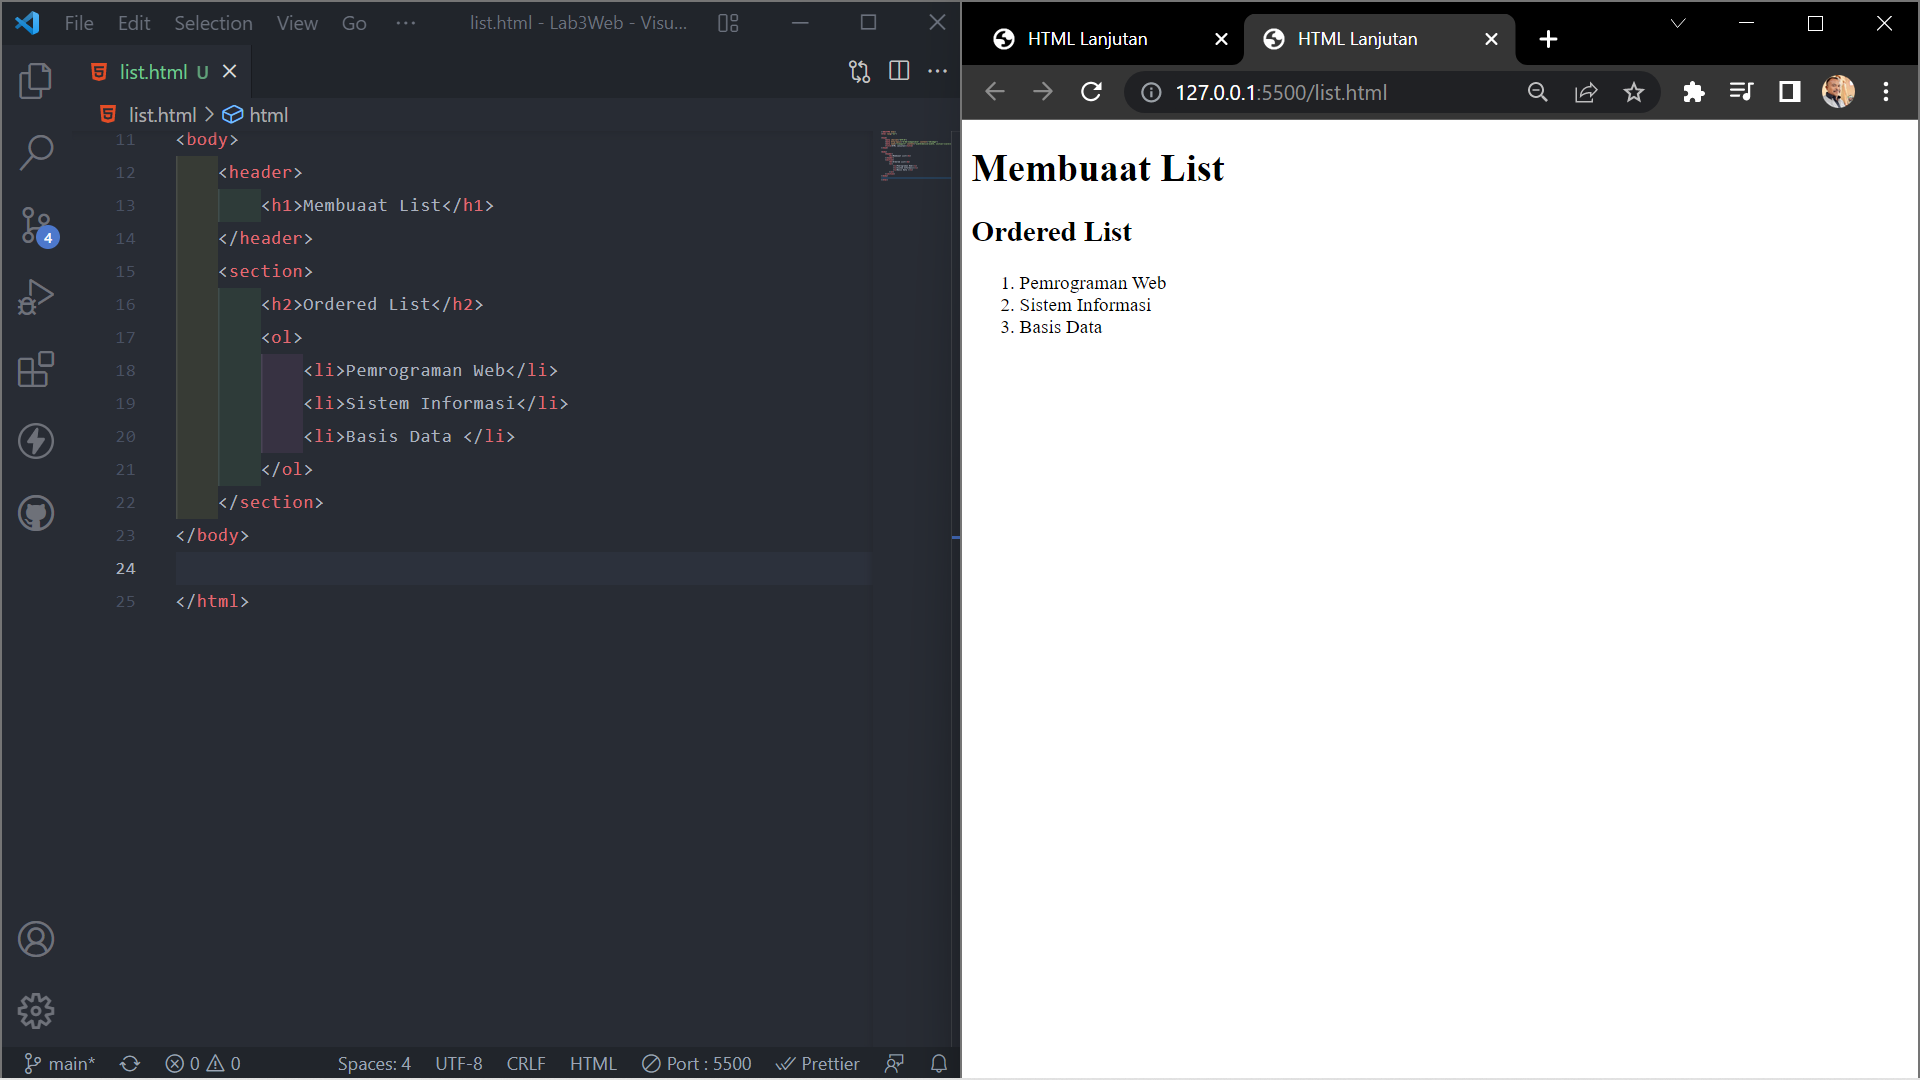 File Edit Selection View Go ··· list.html - Lab3Web - Visu...
list.html U
list.html > html
11 <body>
12 <header>
13 <h1>Membuaat List</h1>
14 </header>
15 <section>
16 <h2>Ordered List</h2>
17 <ol>
18 <li>Pemrograman Web</li>
19 <li>Sistem Informasi</li>
20 <li>Basis Data </li>
21 </ol>
22 </section>
23 </body>
24
25 </html>
4
main* 0 0 Spaces: 4 UTF-8 CRLF HTML Port : 5500 Prettier
HTML Lanjutan HTML Lanjutan
127.0.0.1:5500/list.html
Membuaat List
Ordered List
1. Pemrograman Web
2. Sistem Informasi
3. Basis Data